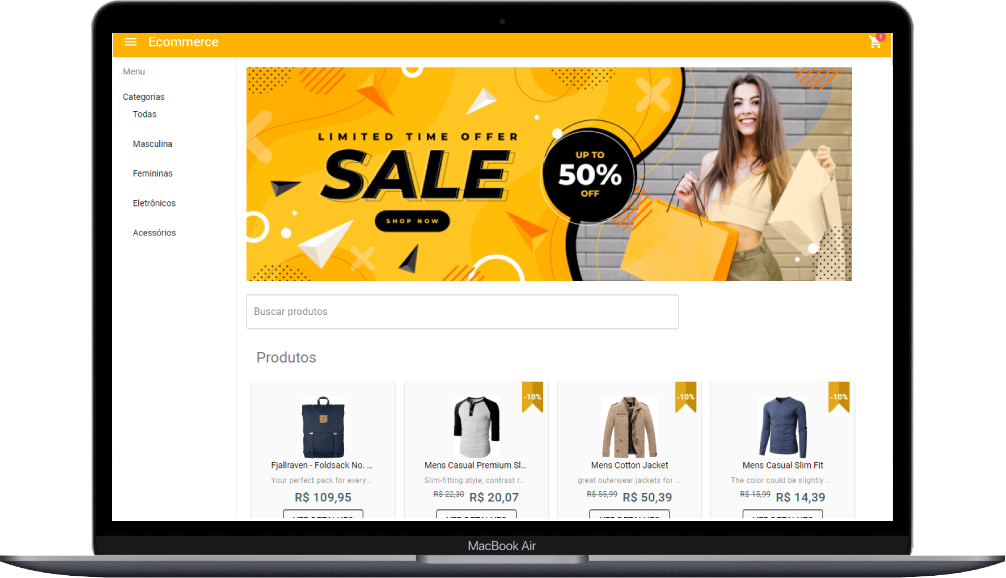 Ecommerce
1
Menu
Categorias
Todas
Masculina
Femininas
Eletrônicos
Acessórios
LIMITED TIME OFFER
SALE
SHOP NOW
UP TO
50%
OFF
Buscar produtos
Produtos
-10%
-10%
-10%
Fjallraven - Foldsack No. ...
Your perfect pack for every...
R$ 109,95
Mens Casual Premium Sl...
Slim-fitting style, contrast r...
R$ 22,30 R$ 20,07
Mens Cotton Jacket
great outerwear jackets for ...
R$ 55,99 R$ 50,39
Mens Casual Slim Fit
The color could be slightly ...
R$ 15,99 R$ 14,39
MacBook Air